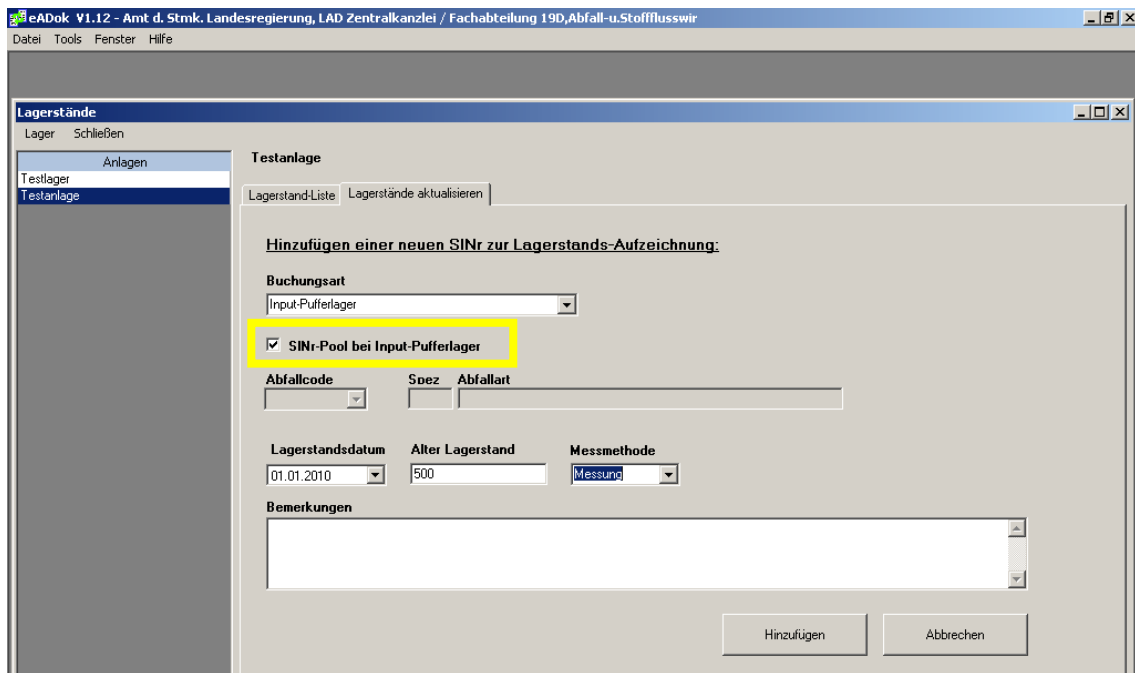 eADok V1.12 - Amt d. Stmk. Landesregierung, LAD Zentralkanzlei / Fachabteilung 19D,Abfall-u.Stoffflusswir
Datei Tools Fenster Hilfe
Lagerstände
Lager Schließen
Anlagen
Testlager
Testanlage
Testanlage
Lagerstand-Liste Lagerstände aktualisieren
Hinzufügen einer neuen SlNr zur Lagerstands-Aufzeichnung:
Buchungsart
Input-Pufferlager
SlNr-Pool bei Input-Pufferlager
Abfallcode Spez Abfallart
Lagerstandsdatum Alter Lagerstand Messmethode
01.01.2010 500 Messung
Bemerkungen
Hinzufügen Abbrechen